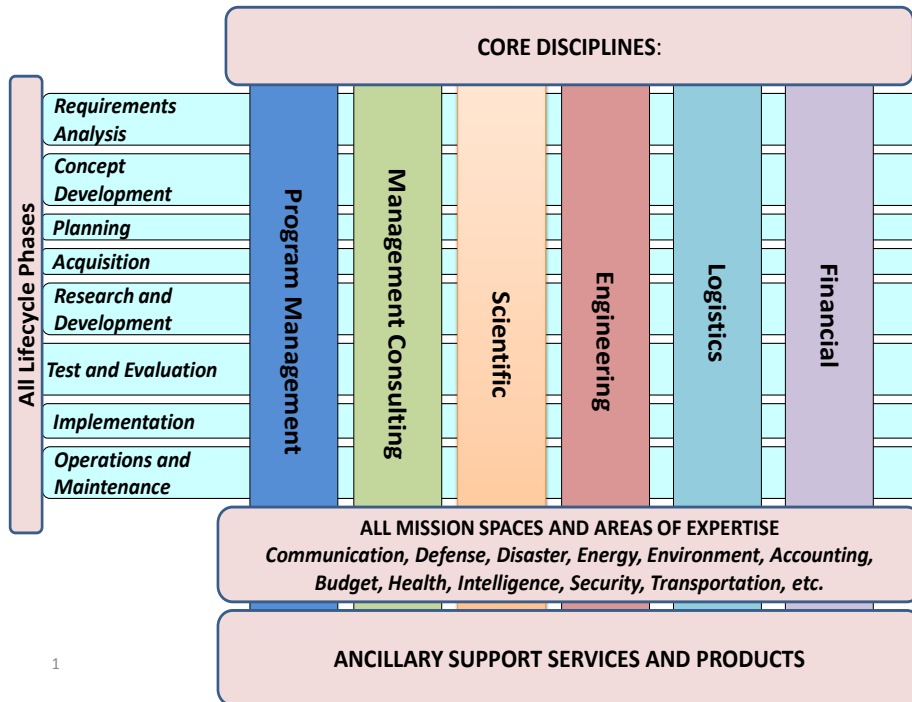 CORE DISCIPLINES:
All Lifecycle Phases
Requirements
Analysis
Concept
Development
Planning
Acquisition
Research and
Development
Test and Evaluation
Implementation
Operations and
Maintenance
Program Management
Management Consulting
Scientific
Engineering
Logistics
Financial
ALL MISSION SPACES AND AREAS OF EXPERTISE
Communication, Defense, Disaster, Energy, Environment, Accounting,
Budget, Health, Intelligence, Security, Transportation, etc.
ANCILLARY SUPPORT SERVICES AND PRODUCTS
1